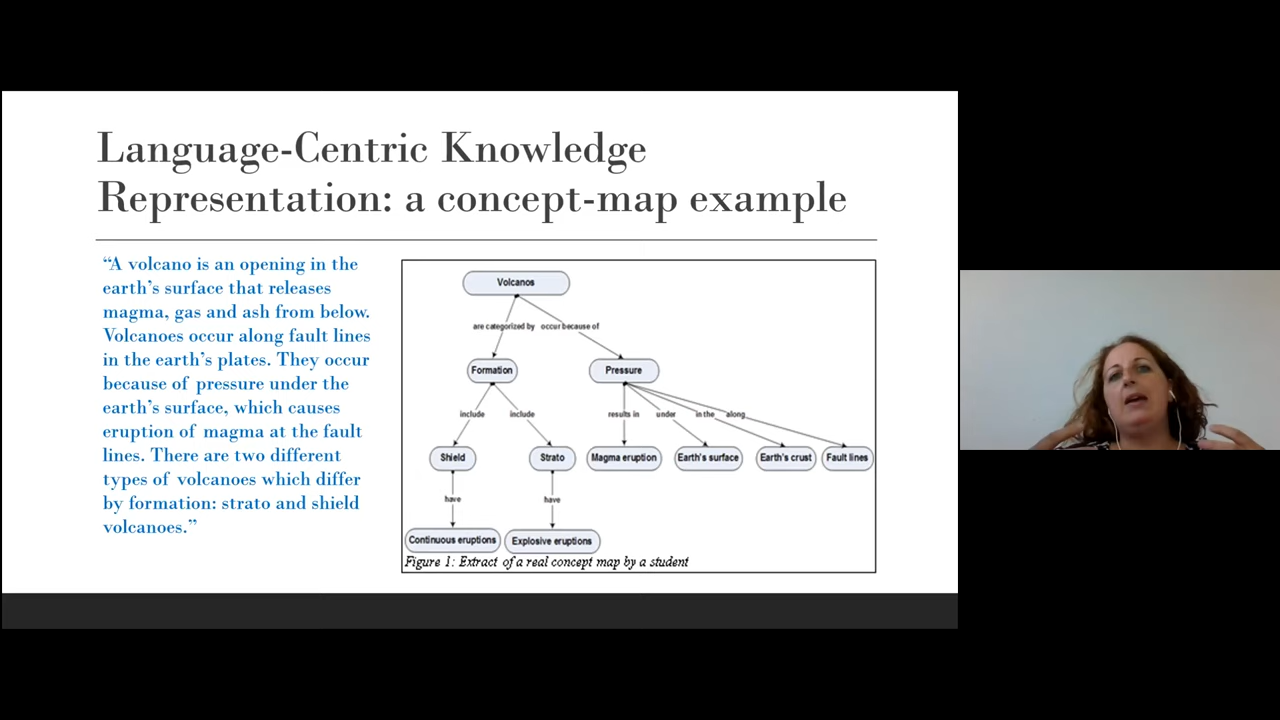 Language-Centric Knowledge
Representation: a concept-map example
“A volcano is an opening in the
earth’s surface that releases
magma, gas and ash from below.
Volcanoes occur along fault lines
in the earth’s plates. They occur
because of pressure under the
earth’s surface, which causes
eruption of magma at the fault
lines. There are two different
types of volcanoes which differ
by formation: strato and shield
volcanoes.”
Volcanos
are categorized by occur because of
Formation Pressure
include include results in under in the along
Shield Strato Magma eruption Earth's surface Earth's crust Fault lines
have have
Continuous eruptions Explosive eruptions
Figure 1: Extract of a real concept map by a student